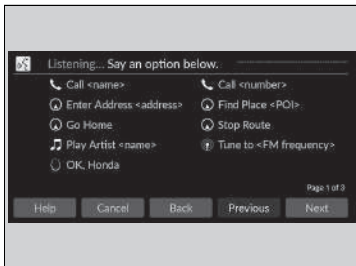 Listening... Say an option below.
Call <name>
Call <number>
Enter Address <address>
Find Place <POI>
Go Home
Stop Route
Play Artist <name>
Tune to <FM frequency>
OK, Honda
Page 1 of 3
Help
Cancel
Back
Previous
Next